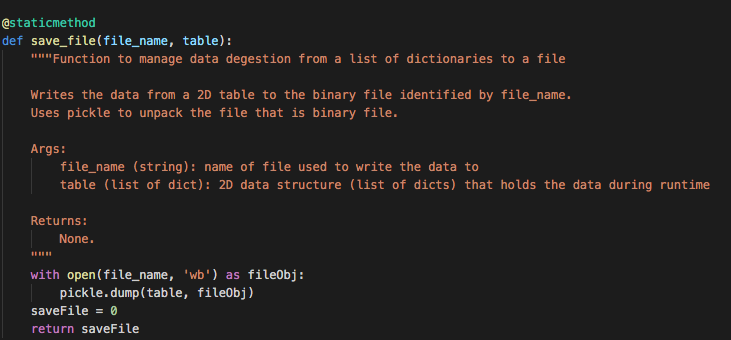 @staticmethod
def save_file(file_name, table):
"""Function to manage data degestion from a list of dictionaries to a file
Writes the data from a 2D table to the binary file identified by file_name.
Uses pickle to unpack the file that is binary file.
Args:
file_name (string): name of file used to write the data to
table (list of dict): 2D data structure (list of dicts) that holds the data during runtime
Returns:
None.
"""
with open(file_name, 'wb') as fileObj:
pickle.dump(table, fileObj)
saveFile = 0
return saveFile